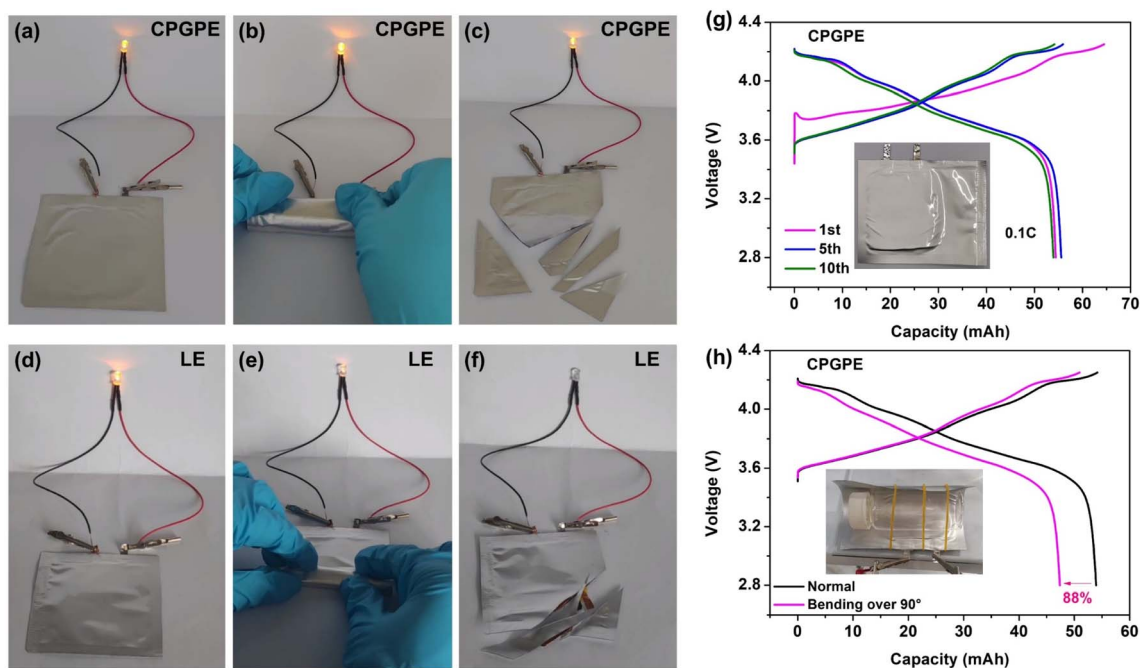 (a) CPGPE
(b) CPGPE
(c) CPGPE
(d) LE
(e) LE
(f) LE
(g)
CPGPE
4.4
4.0
3.6
3.2
2.8
Voltage (V)
1st
5th
10th
0.1C
0 10 20 30 40 50 60 70
Capacity (mAh)
(h)
CPGPE
4.4
4.0
3.6
3.2
2.8
Voltage (V)
Normal
Bending over 90°
88%
0 10 20 30 40 50 60
Capacity (mAh)